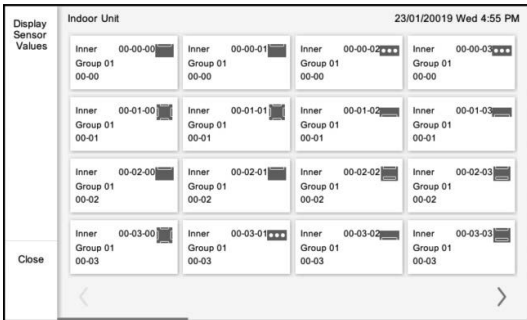 Display
Sensor
Values
Indoor Unit
23/01/20019 Wed 4:55 PM
Inner 00-00-00
Group 01
00-00
Inner 00-00-01
Group 01
00-00
Inner 00-00-02
Group 01
00-00
Inner 00-00-03
Group 01
00-00
Inner 00-01-00
Group 01
00-01
Inner 00-01-01
Group 01
00-01
Inner 00-01-02
Group 01
00-01
Inner 00-01-03
Group 01
00-01
Inner 00-02-00
Group 01
00-02
Inner 00-02-01
Group 01
00-02
Inner 00-02-02
Group 01
00-02
Inner 00-02-03
Group 01
00-02
Inner 00-03-00
Group 01
00-03
Inner 00-03-01
Group 01
00-03
Inner 00-03-02
Group 01
00-03
Inner 00-03-03
Group 01
00-03
Close